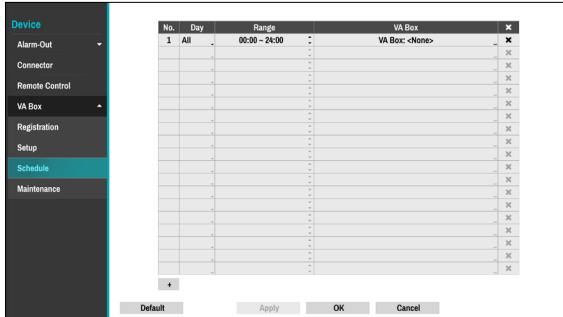 Device
Alarm-Out
Connector
Remote Control
VA Box
Registration
Setup
Schedule
Maintenance
No. Day Range VA Box ✕
1 All 00:00 ~ 24:00 VA Box: <None> ✕
+
Default Apply OK Cancel